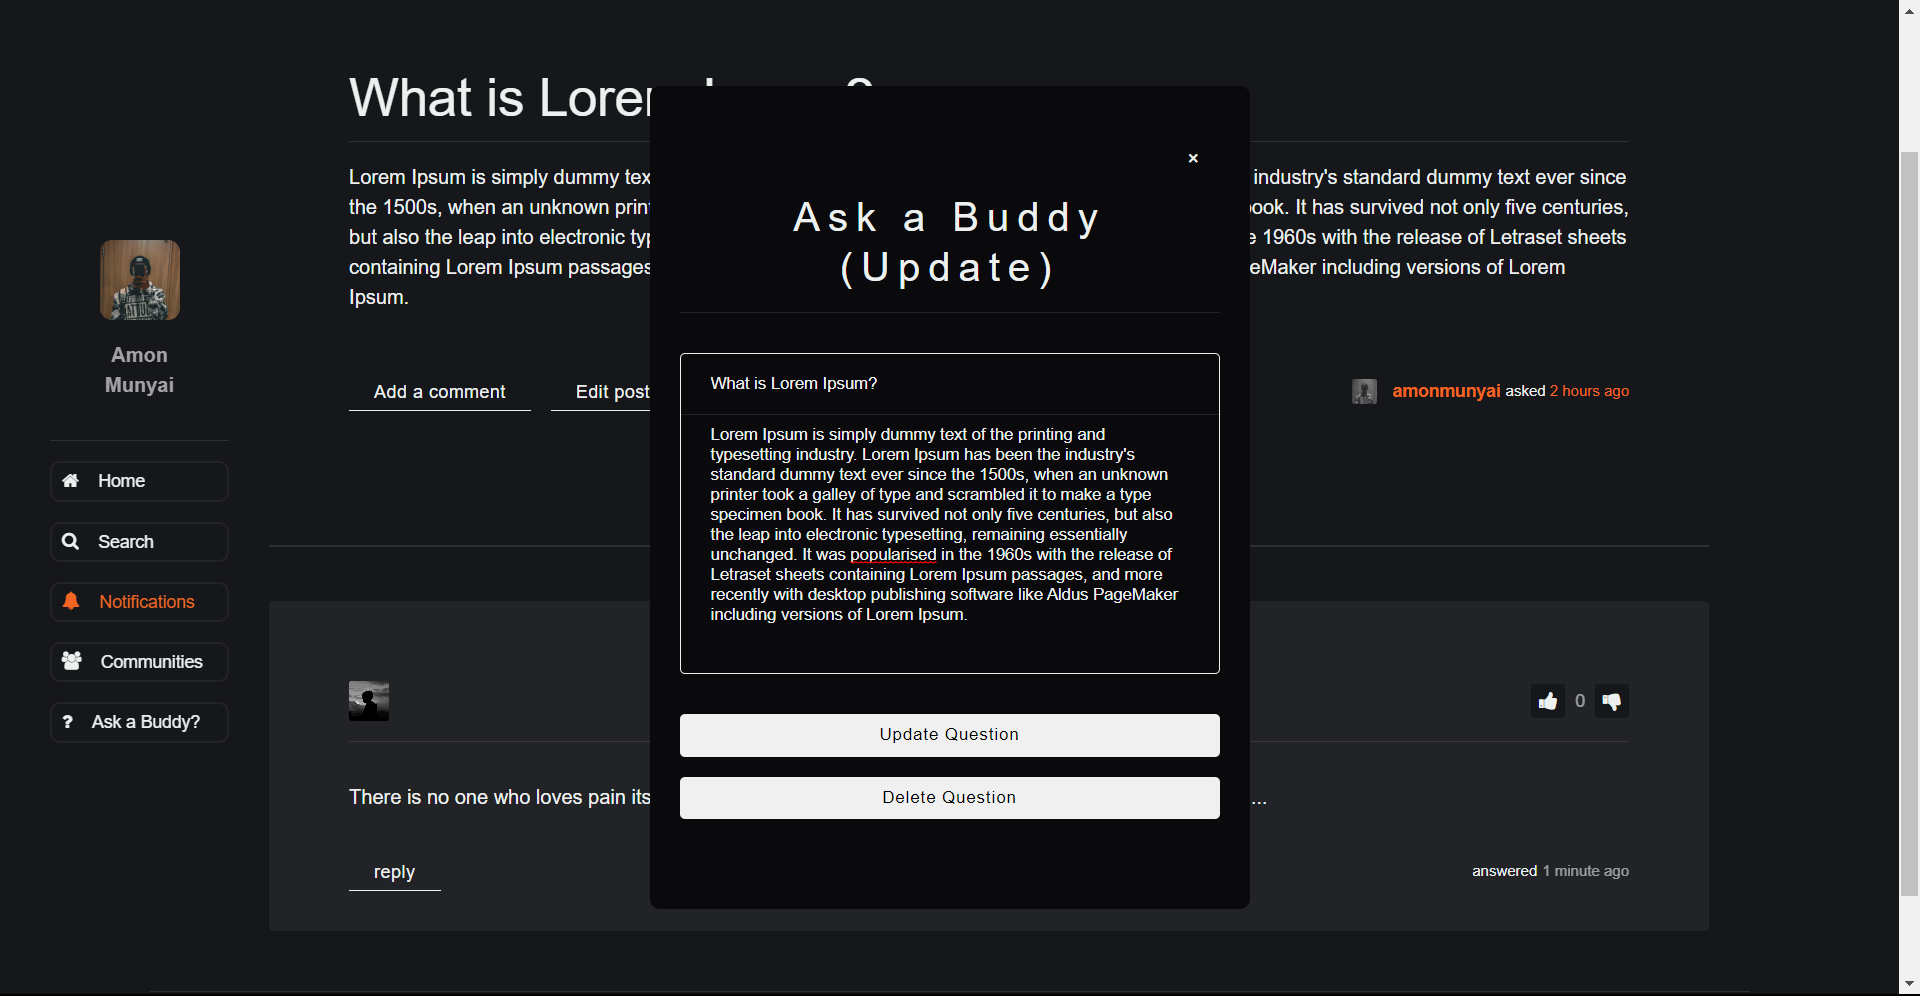 What is Lorer
Lorem Ipsum is simply dummy tex
the 1500s, when an unknown prin
but also the leap into electronic ty
containing Lorem Ipsum passages
Ipsum.
industry's standard dummy text ever since
ook. It has survived not only five centuries,
e 1960s with the release of Letraset sheets
eMaker including versions of Lorem
Amon
Munyai
Home
Search
Notifications
Communities
? Ask a Buddy?
Add a comment
Edit post
amonmunyai asked 2 hours ago
×
Ask a Buddy
(Update)
What is Lorem Ipsum?
Lorem Ipsum is simply dummy text of the printing and
typesetting industry. Lorem Ipsum has been the industry's
standard dummy text ever since the 1500s, when an unknown
printer took a galley of type and scrambled it to make a type
specimen book. It has survived not only five centuries, but also
the leap into electronic typesetting, remaining essentially
unchanged. It was popularised in the 1960s with the release of
Letraset sheets containing Lorem Ipsum passages, and more
recently with desktop publishing software like Aldus PageMaker
including versions of Lorem Ipsum.
Update Question
Delete Question
0
There is no one who loves pain its
...
reply
answered 1 minute ago